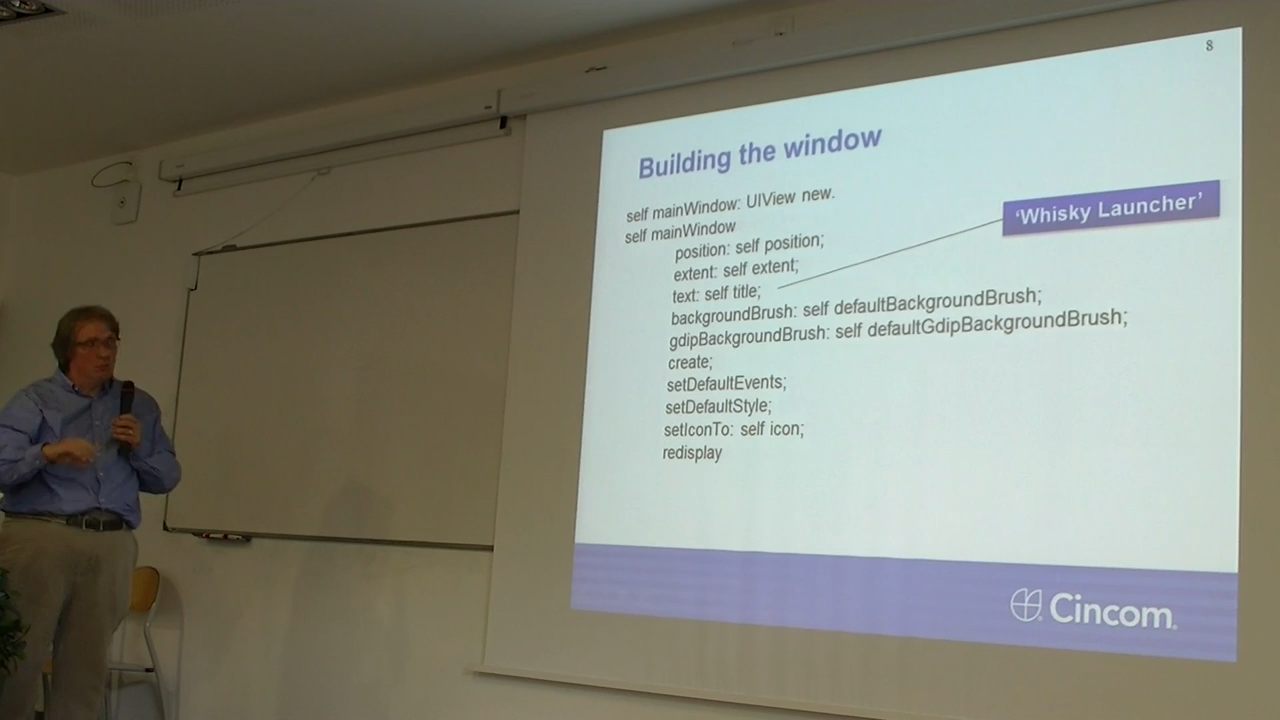 8
Building the window
self mainWindow: UIView new.
self mainWindow
position: self position;
extent: self extent;
text: self title;
‘Whisky Launcher’
backgroundBrush: self defaultBackgroundBrush;
gdipBackgroundBrush: self defaultGdipBackgroundBrush;
create;
setDefaultEvents;
setDefaultStyle;
setIconTo: self icon;
redisplay
Cincom.